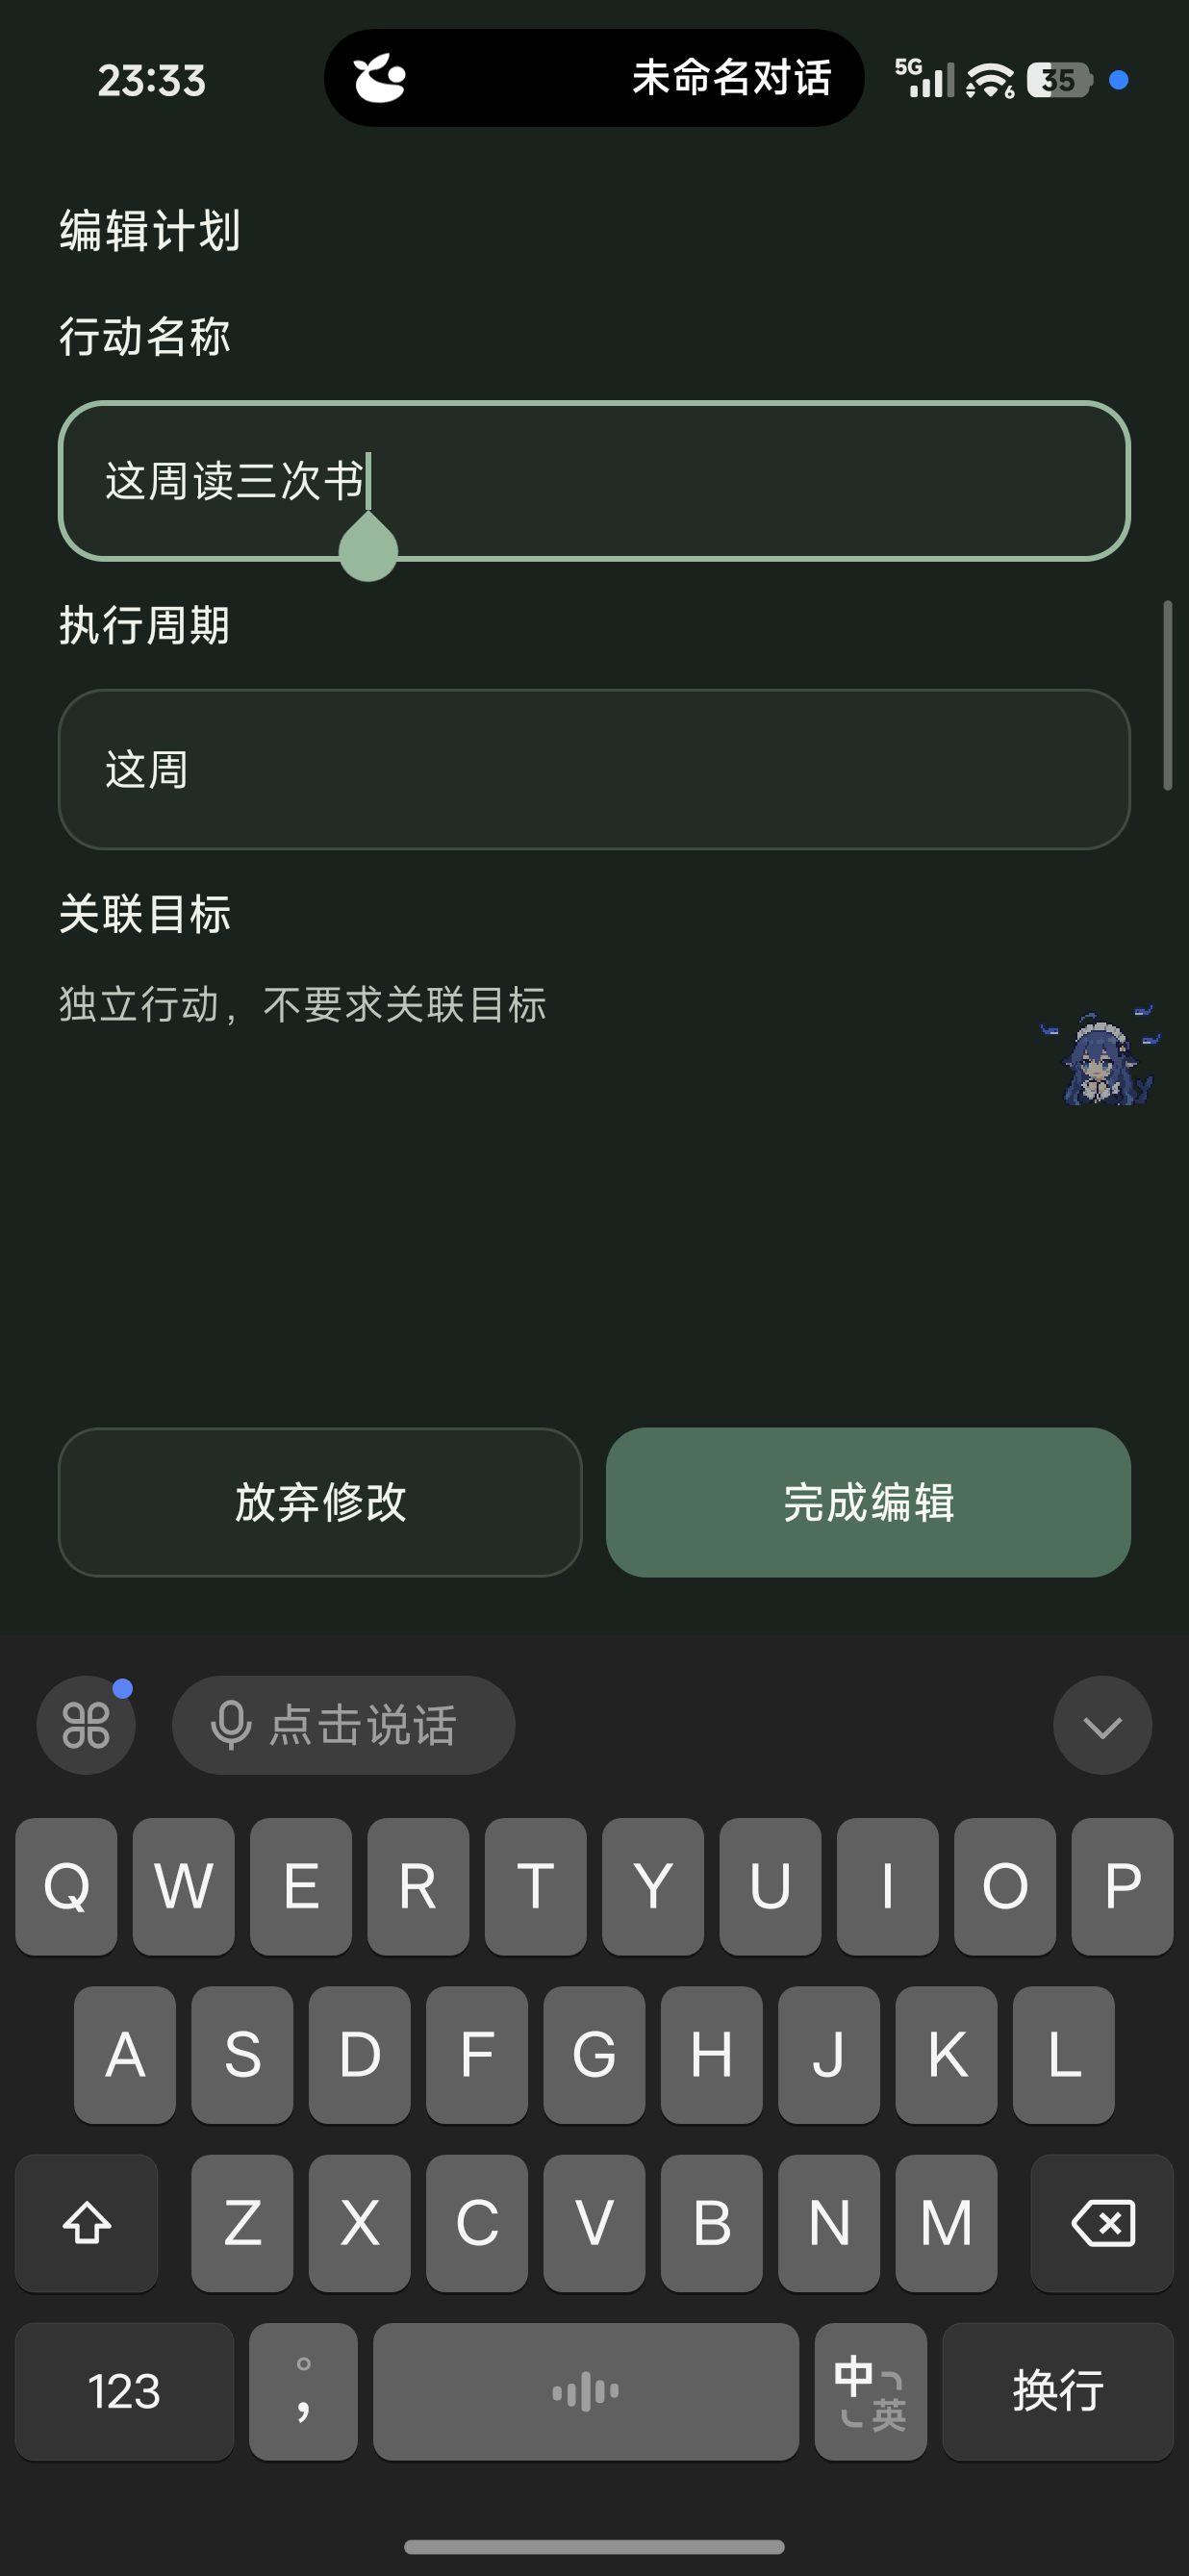 23:33
未命名对话
5G
6
35
编辑计划
行动名称
这周读三次书
执行周期
这周
关联目标
独立行动，不要求关联目标
放弃修改
完成编辑
点击说话
Q W E R T Y U I O P
A S D F G H J K L
Z X C V B N M
123
。
，
中
英
换行